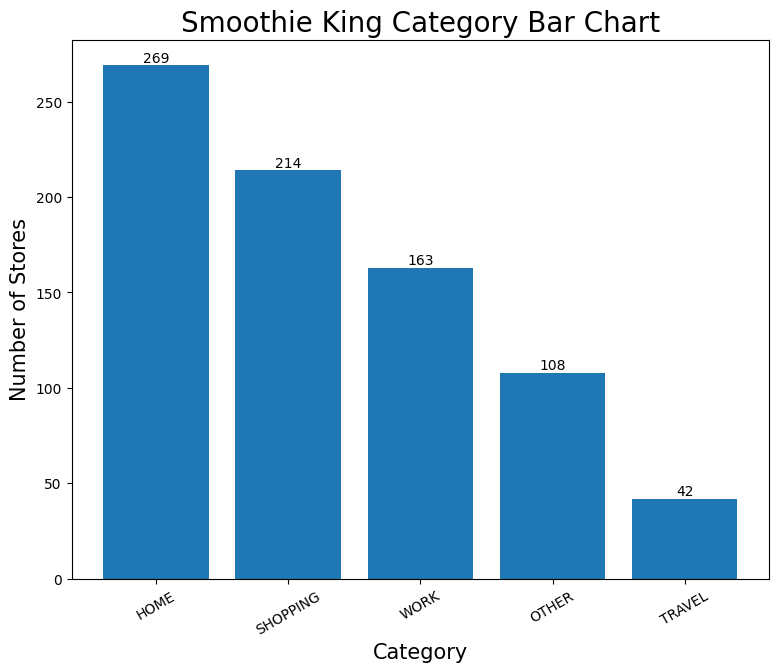 Smoothie King Category Bar Chart
269
214
163
108
42
250
200
150
100
50
0
Number of Stores
HOME
SHOPPING
WORK
OTHER
TRAVEL
Category